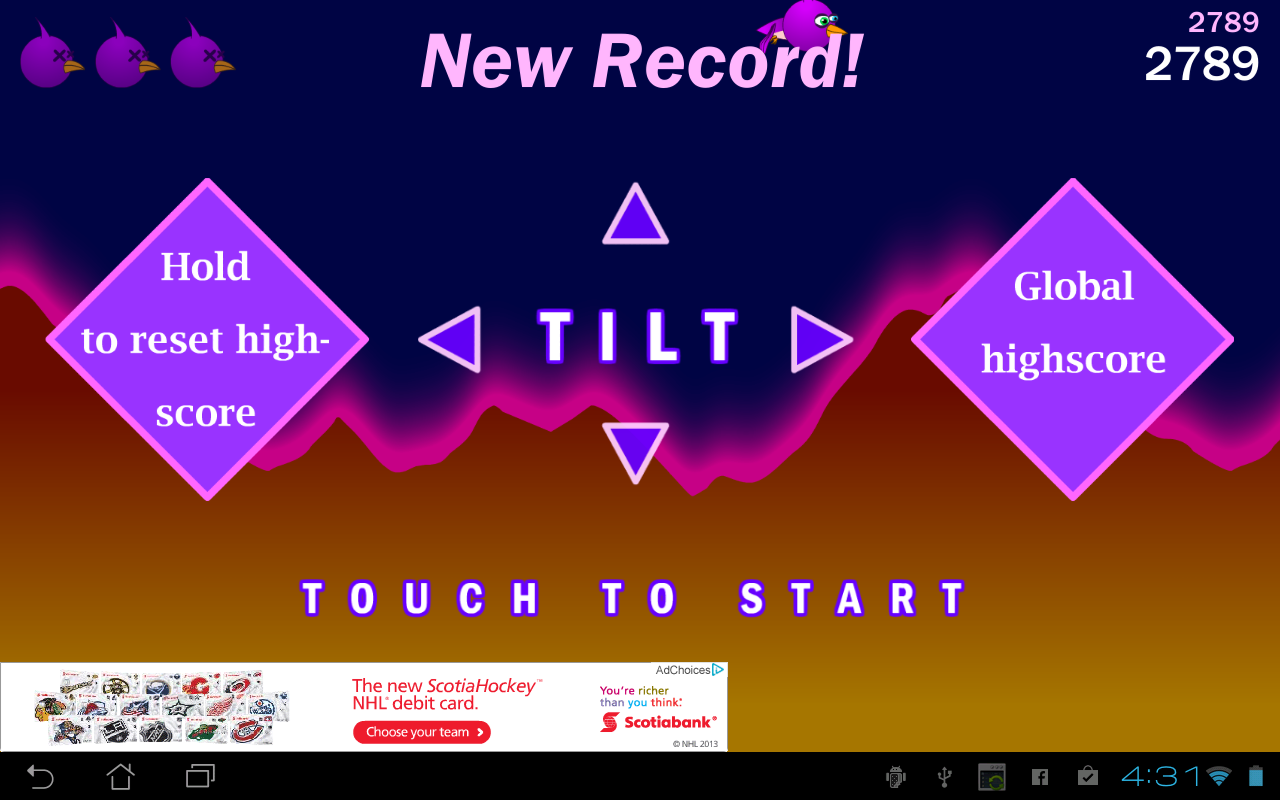 New Record!
2789
2789
Hold
to reset high-
score
TILT
Global
highscore
TOUCH TO START
AdChoices
The new ScotiaHockey™
NHL® debit card.
Choose your team
You're richer
than you think.®
Scotiabank®
© NHL 2013
4:31